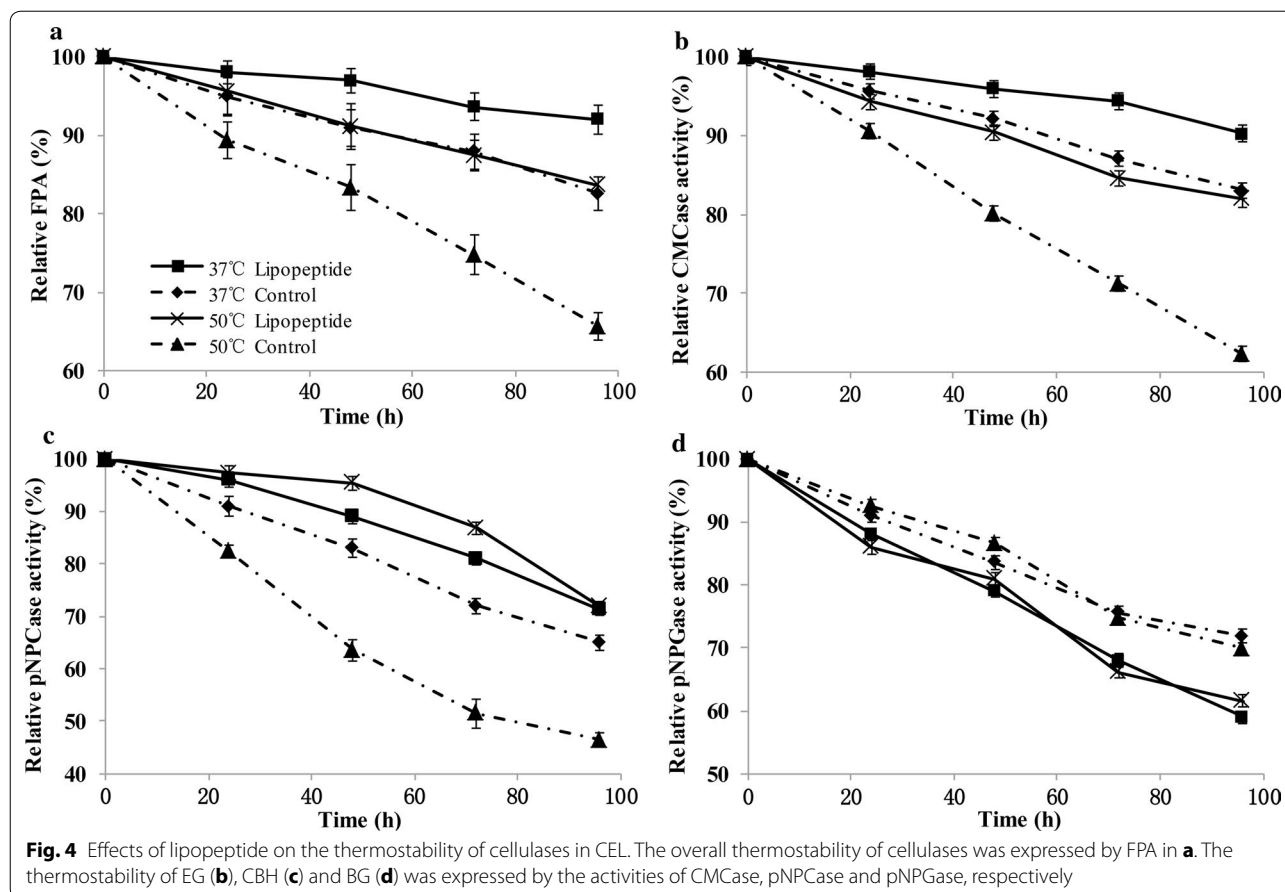 a
100
90
80
70
60
Relative FPA (%)
37℃ Lipopeptide
37℃ Control
50℃ Lipopeptide
50℃ Control
0 20 40 60 80 100
Time (h)
b
100
90
80
70
60
Relative CMCase activity (%)
0 20 40 60 80 100
Time (h)
c
100
90
80
70
60
50
40
Relative pNPCase activity (%)
0 20 40 60 80 100
Time (h)
d
100
90
80
70
60
50
Relative pNPGase activity (%)
0 20 40 60 80 100
Time (h)
Fig. 4 Effects of lipopeptide on the thermostability of cellulases in CEL. The overall thermostability of cellulases was expressed by FPA in a. The
thermostability of EG (b), CBH (c) and BG (d) was expressed by the activities of CMCase, pNPCase and pNPGase, respectively